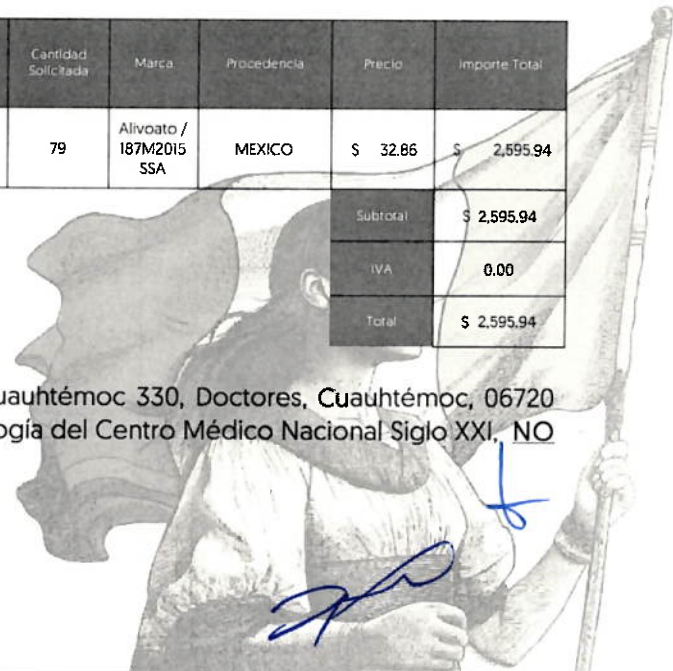 Cantidad Solicitada Marca Procedencia Precio Importe Total
79 Alivoato / 187M2015 SSA MEXICO $ 32.86 $ 2,595.94
Subtotal $ 2,595.94
IVA 0.00
Total $ 2,595.94
uauhtémoc 330, Doctores, Cuauhtémoc, 06720
ogía del Centro Médico Nacional Siglo XXI, NO